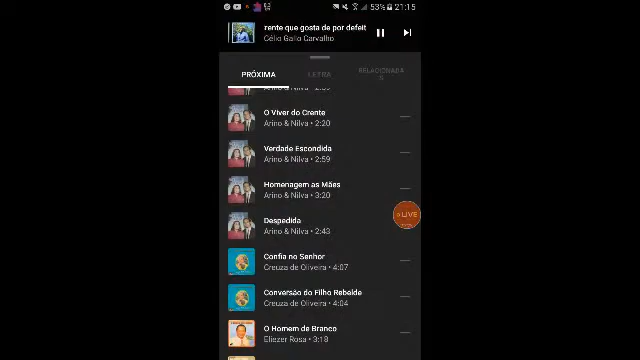 53% 21:15
rente que gosta de por defeit
Célio Gallo Carvalho
PRÓXIMA LETRA RELACIONADAS
O Viver do Crente
Arino & Nilva • 2:20
Verdade Escondida
Arino & Nilva • 2:59
Homenagem as Mães
Arino & Nilva • 3:20
Despedida
Arino & Nilva • 2:43
LIVE
Confia no Senhor
Creuza de Oliveira • 4:07
Conversão do Filho Rebelde
Creuza de Oliveira • 4:04
O Homem de Branco
Eliezer Rosa • 3:18